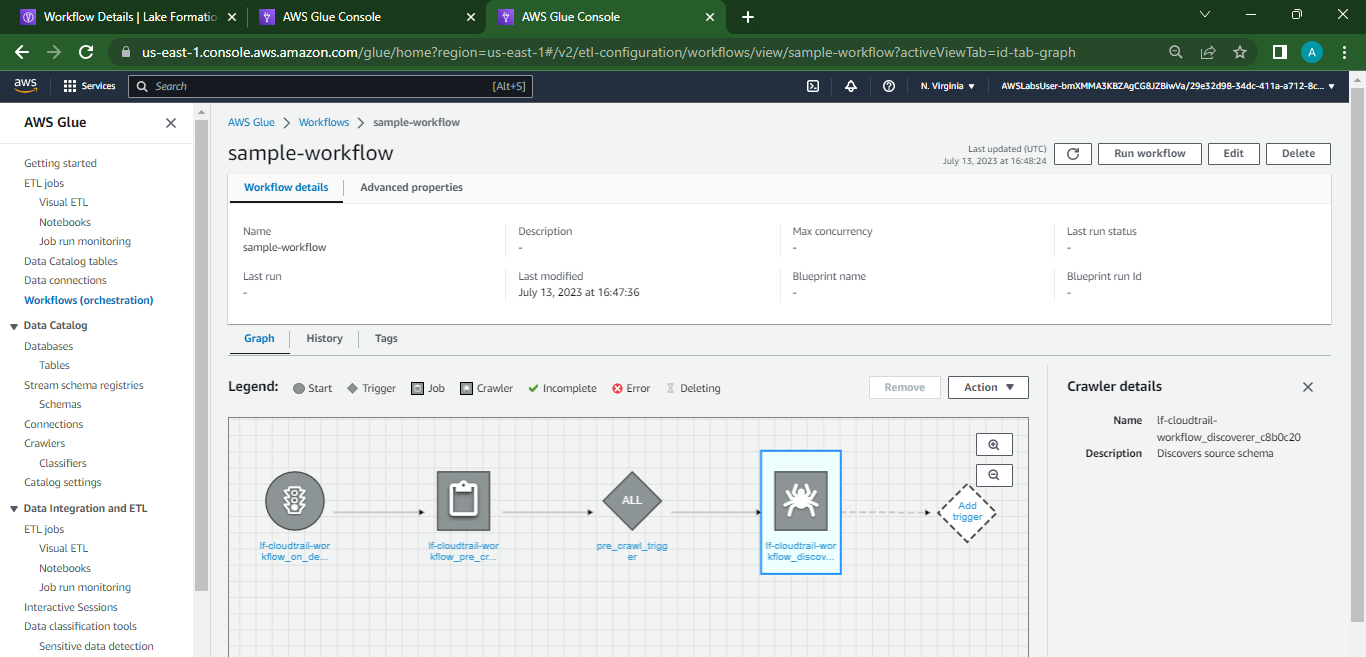 Workflow Details | Lake Formatio
AWS Glue Console
AWS Glue Console
us-east-1.console.aws.amazon.com/glue/home?region=us-east-1#/v2/etl-configuration/workflows/view/sample-workflow?activeViewTab=id-tab-graph
A
aws
Services
Search
[Alt+S]
N. Virginia
AWSLabsUser-bmXMMA3KBZAgCG8JZBiwVa/29e32d98-34dc-411a-a712-8c...
AWS Glue
Getting started
ETL jobs
Visual ETL
Notebooks
Job run monitoring
Data Catalog tables
Data connections
Workflows (orchestration)
Data Catalog
Databases
Tables
Stream schema registries
Schemas
Connections
Crawlers
Classifiers
Catalog settings
Data Integration and ETL
ETL jobs
Visual ETL
Notebooks
Job run monitoring
Interactive Sessions
Data classification tools
Sensitive data detection
AWS Glue
Workflows
sample-workflow
sample-workflow
Last updated (UTC)
July 13, 2023 at 16:48:24
Run workflow
Edit
Delete
Workflow details
Advanced properties
Name
sample-workflow
Description
-
Max concurrency
-
Last run status
-
Last run
-
Last modified
July 13, 2023 at 16:47:36
Blueprint name
-
Blueprint run Id
-
Graph
History
Tags
Legend:
Start
Trigger
Job
Crawler
Incomplete
Error
Deleting
Remove
Action
lf-cloudtrail-wor
kflow_on_de...
lf-cloudtrail-wor
kflow_pre_cr...
ALL
pre_crawl_trigg
er
lf-cloudtrail-wor
kflow_discov...
Add
trigger
Crawler details
Name
lf-cloudtrail-
workflow_discoverer_c8b0c20
Description
Discovers source schema